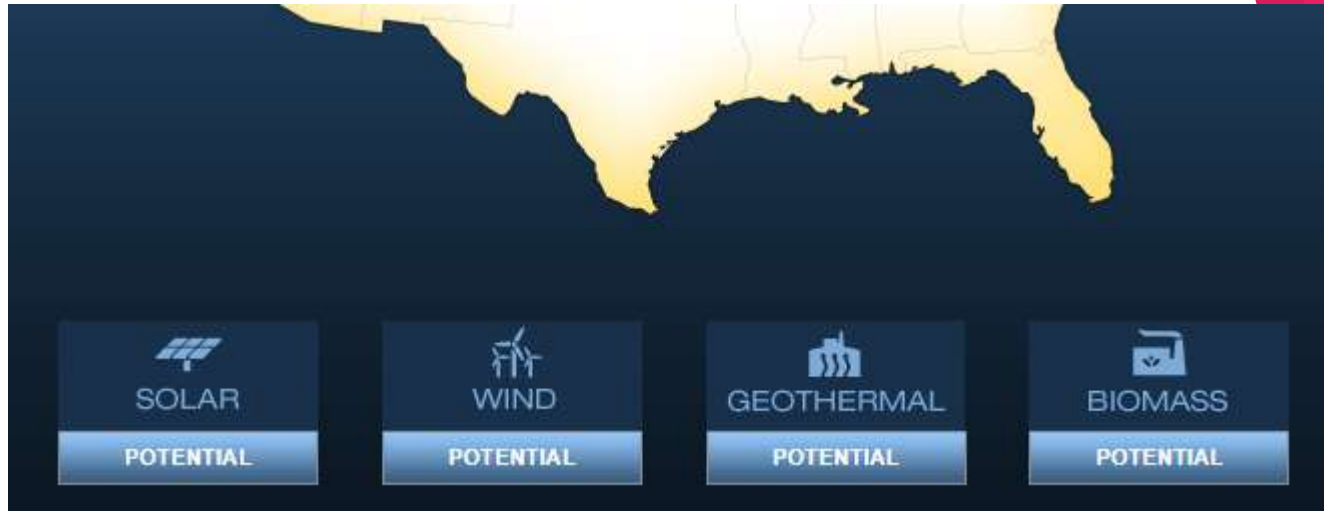 SOLAR
POTENTIAL
WIND
POTENTIAL
GEOTHERMAL
POTENTIAL
BIOMASS
POTENTIAL